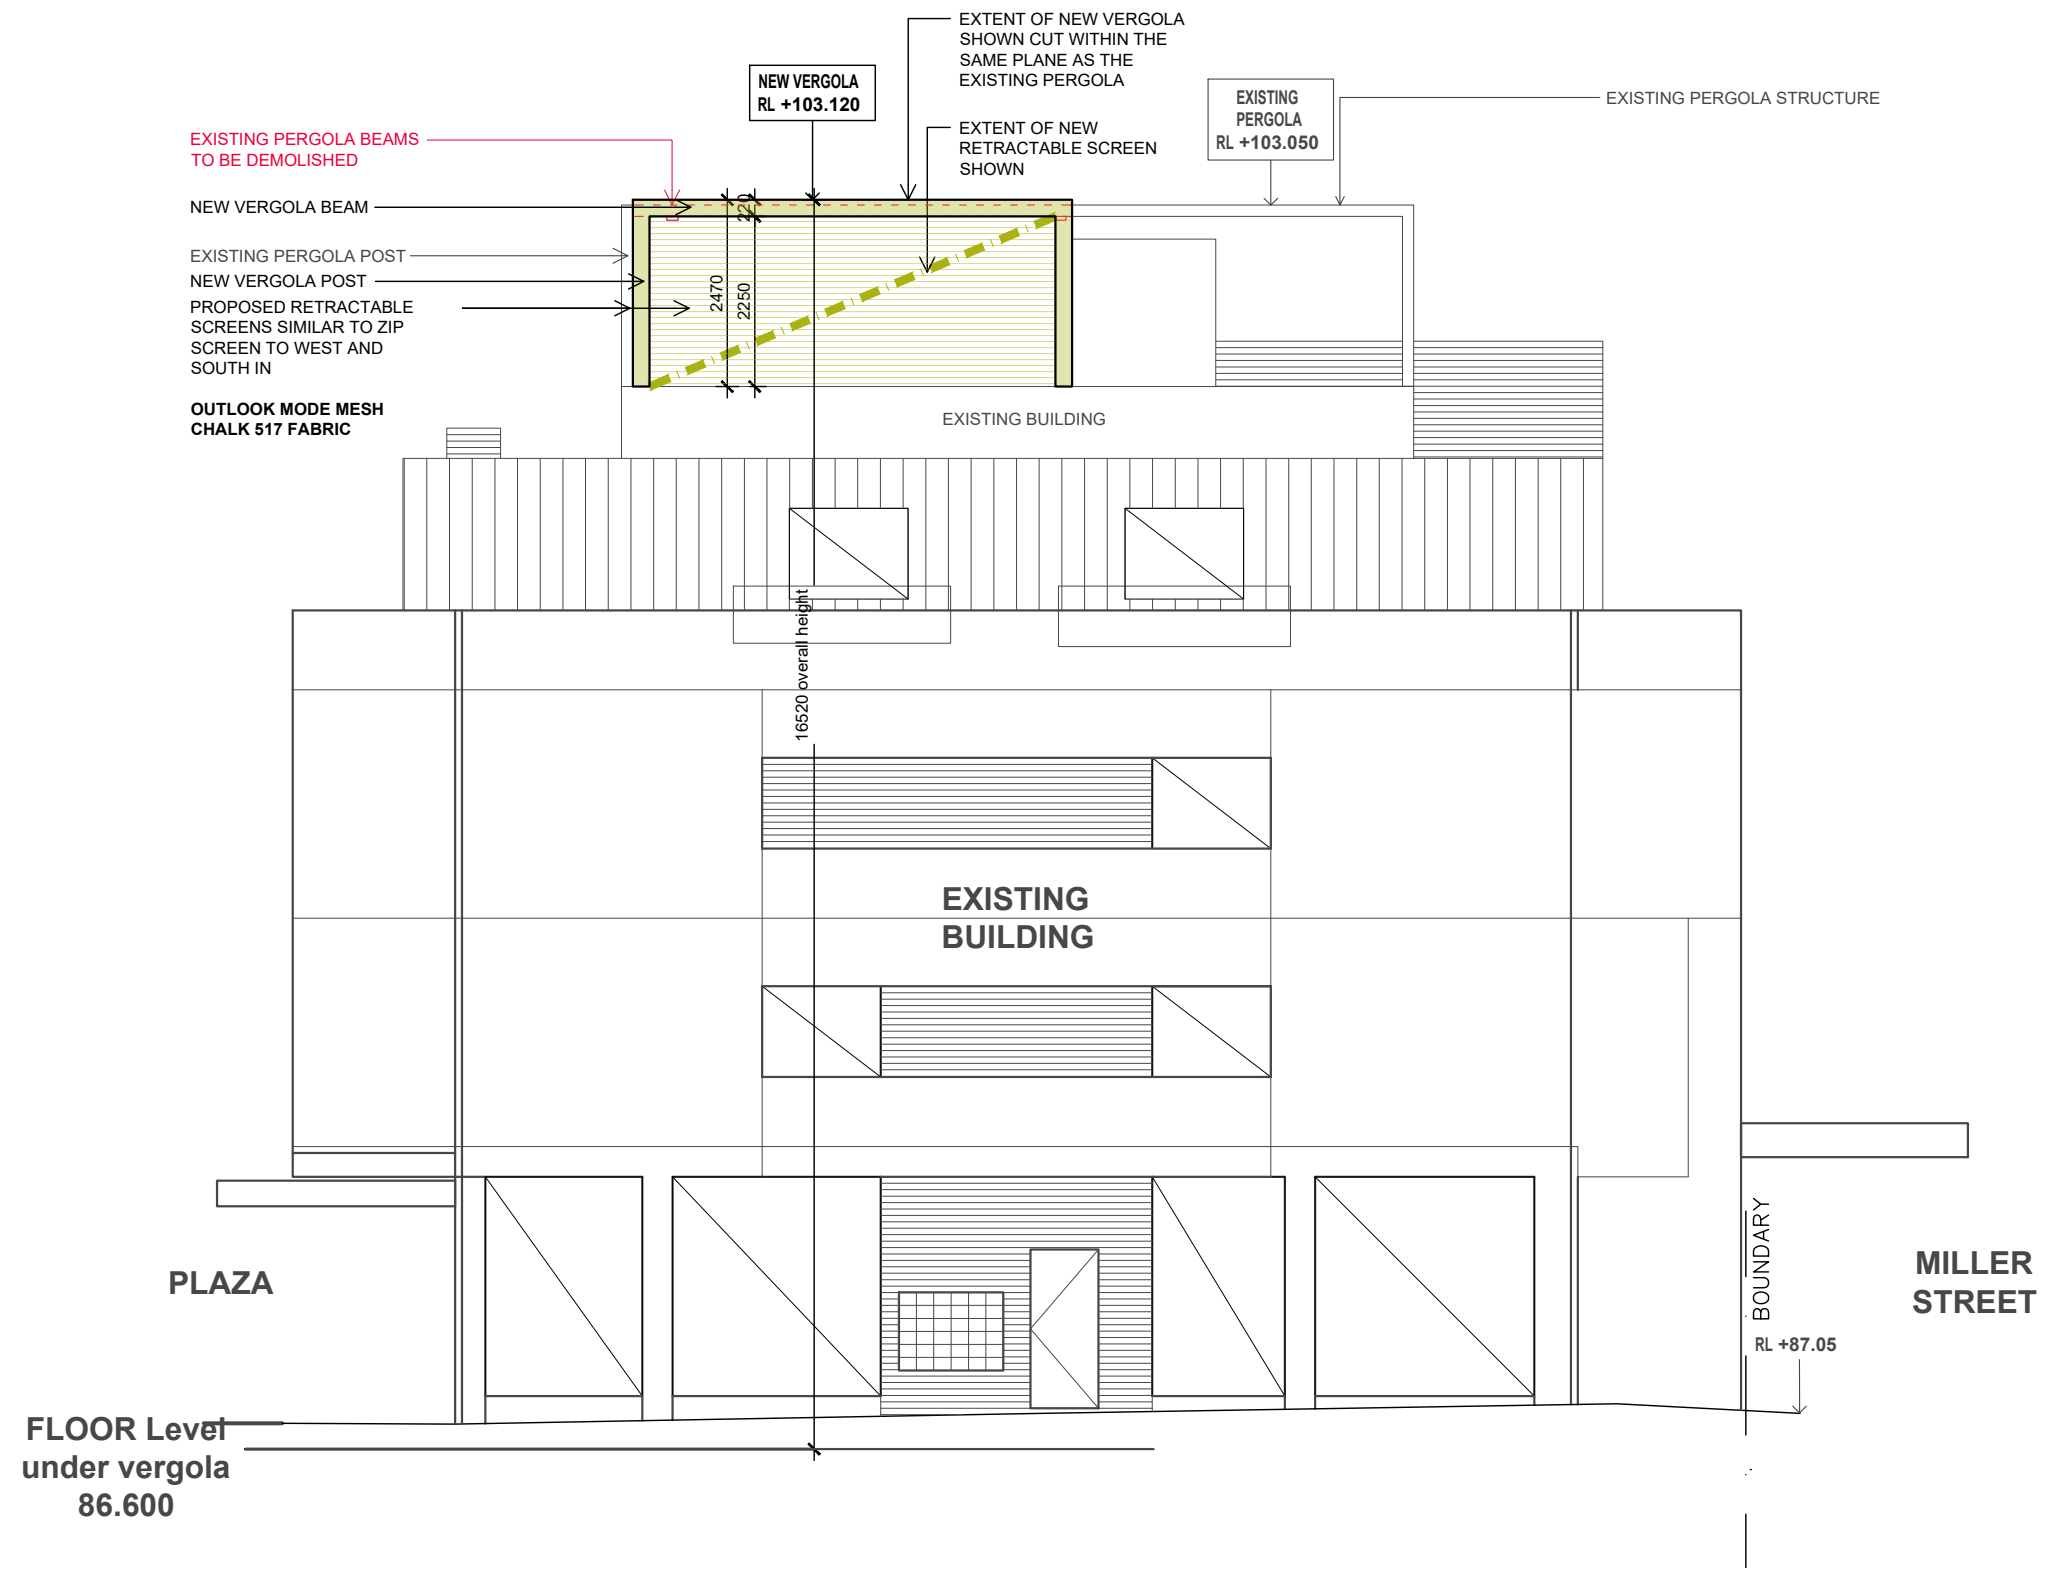 EXTENT OF NEW VERGOLA
SHOWN CUT WITHIN THE
SAME PLANE AS THE
EXISTING PERGOLA
NEW VERGOLA
RL +103.120
EXISTING
PERGOLA
RL +103.050
EXISTING PERGOLA STRUCTURE
EXTENT OF NEW
RETRACTABLE SCREEN
SHOWN
EXISTING PERGOLA BEAMS
TO BE DEMOLISHED
NEW VERGOLA BEAM
EXISTING PERGOLA POST
NEW VERGOLA POST
PROPOSED RETRACTABLE
SCREENS SIMILAR TO ZIP
SCREEN TO WEST AND
SOUTH IN
OUTLOOK MODE MESH
CHALK 517 FABRIC
220
2470
2250
EXISTING BUILDING
16520 overall height
EXISTING
BUILDING
PLAZA
BOUNDARY
MILLER
STREET
RL +87.05
FLOOR Level
under vergola
86.600